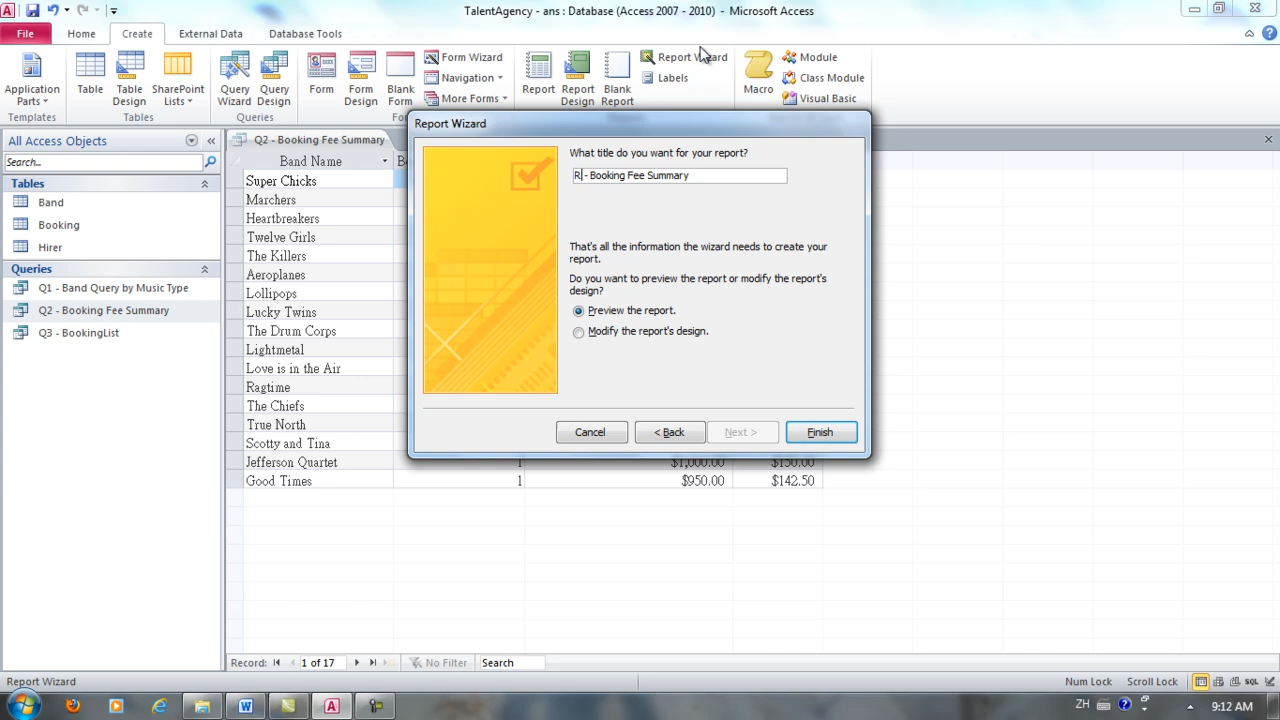 TalentAgency - ans : Database (Access 2007 - 2010) - Microsoft Access
File Home Create External Data Database Tools
Application Parts
Table
Table Design
SharePoint Lists
Query Wizard
Query Design
Form
Form Design
Blank Form
Form Wizard
Navigation
More Forms
Report
Report Design
Blank Report
Report Wizard
Labels
Macro
Module
Class Module
Visual Basic
Templates Tables Queries
All Access Objects
Search...
Tables
Band
Booking
Hirer
Queries
Q1 - Band Query by Music Type
Q2 - Booking Fee Summary
Q3 - BookingList
Q2 - Booking Fee Summary
Band Name
Super Chicks
Marchers
Heartbreakers
Twelve Girls
The Killers
Aeroplanes
Lollipops
Lucky Twins
The Drum Corps
Lightmetal
Love is in the Air
Ragtime
The Chiefs
True North
Scotty and Tina
Jefferson Quartet 1 $1,000.00 $150.00
Good Times 1 $950.00 $142.50
Report Wizard
What title do you want for your report?
R - Booking Fee Summary
That's all the information the wizard needs to create your
report.
Do you want to preview the report or modify the report's
design?
Preview the report.
Modify the report's design.
Cancel < Back Next > Finish
Record: 1 of 17 No Filter Search
Report Wizard Num Lock Scroll Lock SQL
ZH 9:12 AM